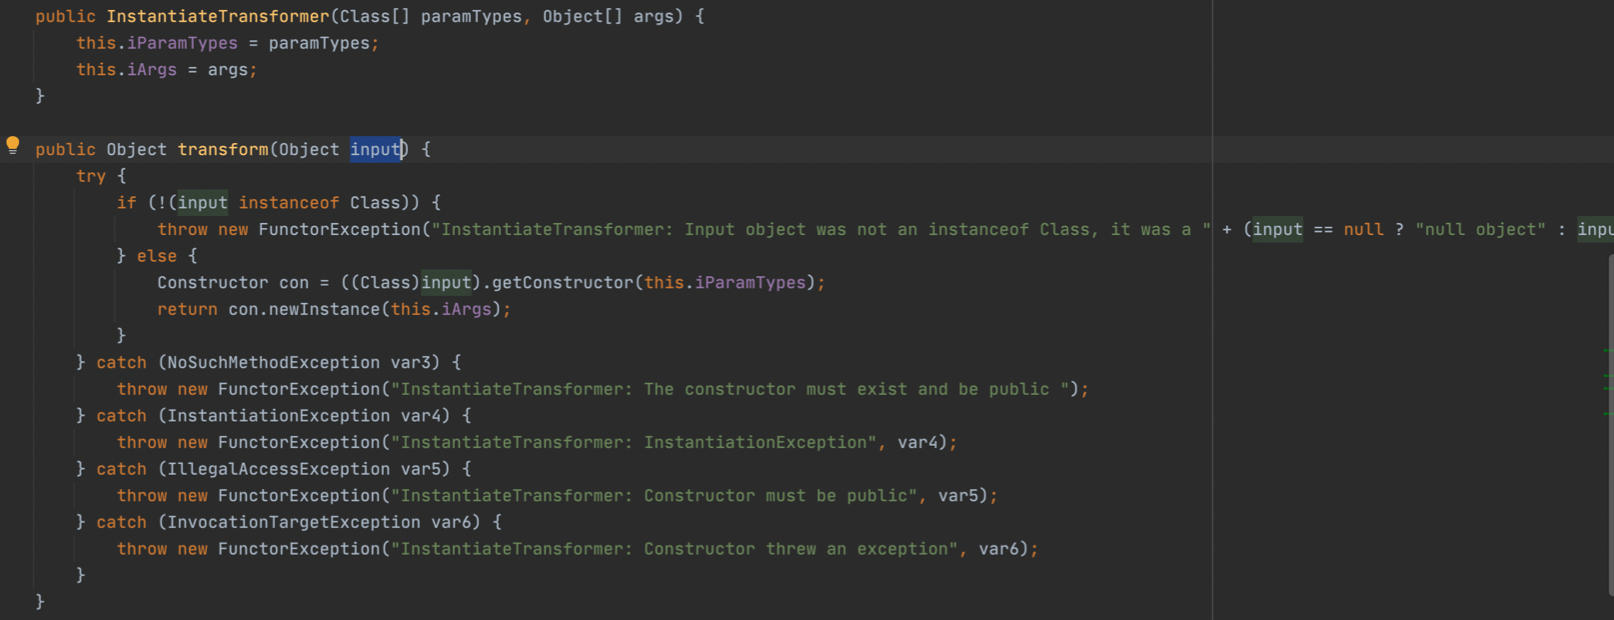 public InstantiateTransformer(Class[] paramTypes, Object[] args) {
this.iParamTypes = paramTypes;
this.iArgs = args;
}
public Object transform(Object input) {
try {
if (!(input instanceof Class)) {
throw new FunctorException("InstantiateTransformer: Input object was not an instanceof Class, it was a " + (input == null ? "null object" :
} else {
Constructor con = ((Class)input).getConstructor(this.iParamTypes);
return con.newInstance(this.iArgs);
}
} catch (NoSuchMethodException var3) {
throw new FunctorException("InstantiateTransformer: The constructor must exist and be public ");
} catch (InstantiationException var4) {
throw new FunctorException("InstantiateTransformer: InstantiationException", var4);
} catch (IllegalAccessException var5) {
throw new FunctorException("InstantiateTransformer: Constructor must be public", var5);
} catch (InvocationTargetException var6) {
throw new FunctorException("InstantiateTransformer: Constructor threw an exception", var6);
}
}